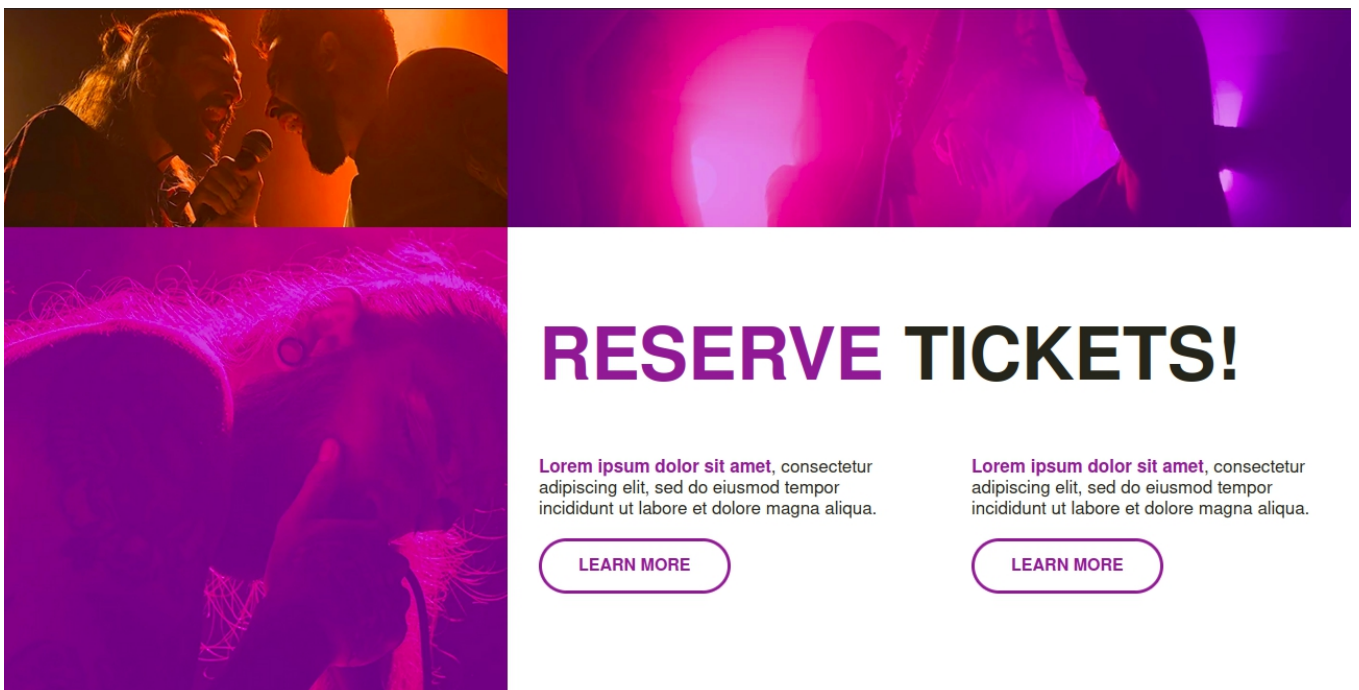 RESERVE TICKETS!
Lorem ipsum dolor sit amet, consectetur
adipiscing elit, sed do eiusmod tempor
incididunt ut labore et dolore magna aliqua.
LEARN MORE
Lorem ipsum dolor sit amet, consectetur
adipiscing elit, sed do eiusmod tempor
incididunt ut labore et dolore magna aliqua.
LEARN MORE